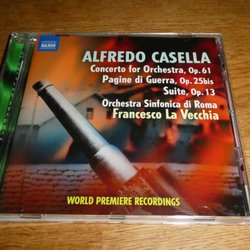 NAXOS
ALFREDO CASELLA
Concerto for Orchestra, Op. 61
Pagine di Guerra, Op. 25bis
Suite, Op. 13
Orchestra Sinfonica di Roma
Francesco La Vecchia
WORLD PREMIERE RECORDINGS